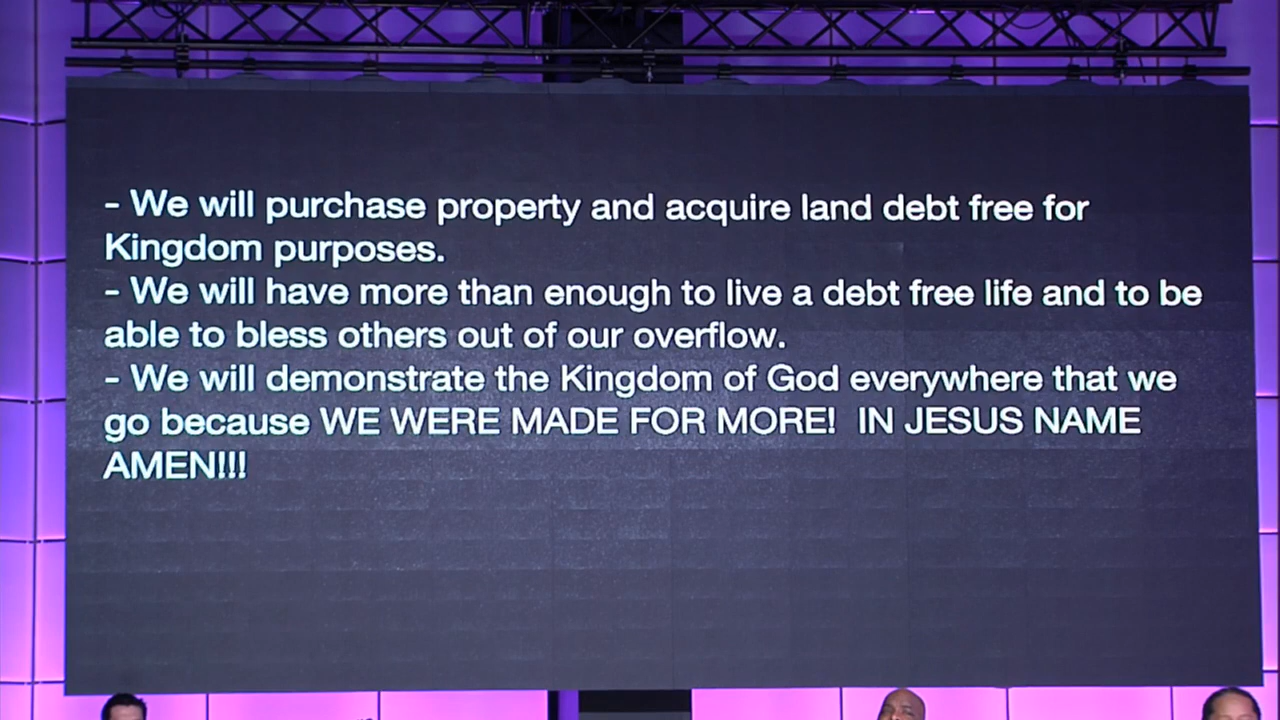 - We will purchase property and acquire land debt free for
Kingdom purposes.
- We will have more than enough to live a debt free life and to be
able to bless others out of our overflow.
- We will demonstrate the Kingdom of God everywhere that we
go because WE WERE MADE FOR MORE!  IN JESUS NAME
AMEN!!!